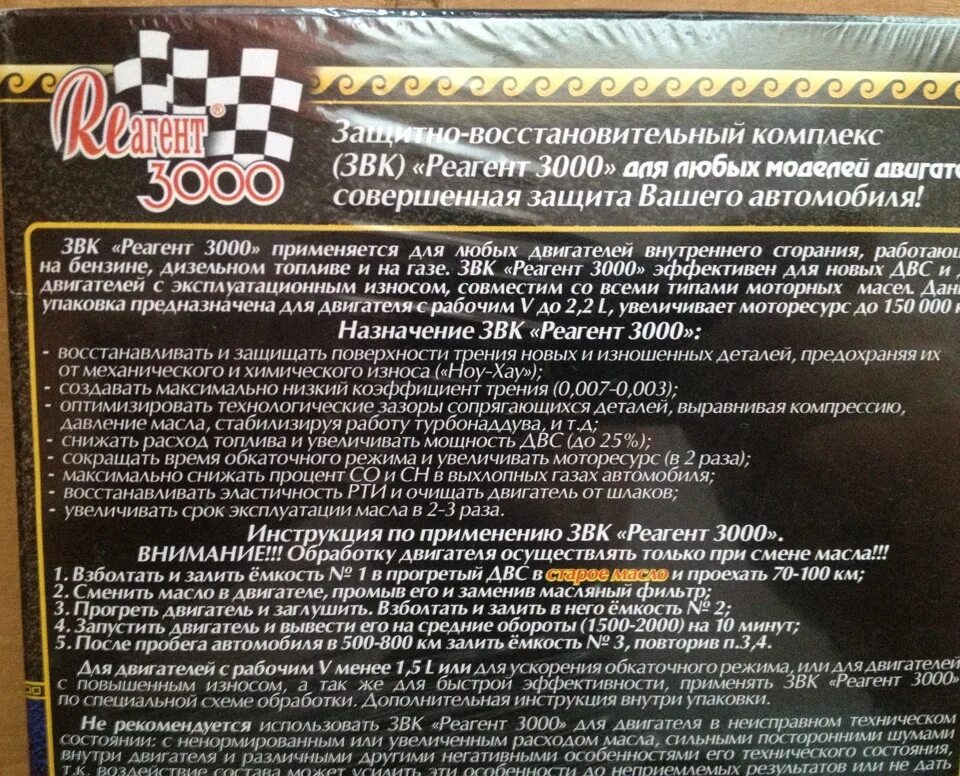 Reагент®
3000
Защитно-восстановительный комплекс
(ЗВК) «Реагент 3000» для любых моделей
совершенная защита Вашего автомобиля!
ЗВК «Реагент 3000» применяется для любых двигателей внутреннего сгорания,
на бензине, дизельном топливе и на газе. ЗВК «Реагент 3000» эффективен для новых ДВС и
двигателей с эксплуатационным износом, совместим со всеми типами моторных масел.
упаковка предназначена для двигателя с рабочим V до 2,2 L, увеличивает моторесурс до 150 000
Назначение ЗВК «Реагент 3000»:
- восстанавливать и защищать поверхности трения новых и изношенных деталей, предохраняя их
от механического и химического износа («Ноу-Хау»);
- создавать максимально низкий коэффициент трения (0,007-0,003);
- оптимизировать технологические зазоры сопрягающихся деталей, выравнивая компрессию,
давление масла, стабилизируя работу турбонаддува, и т.д;
- снижать расход топлива и увеличивать мощность ДВС (до 25%);
- сокращать время обкаточного режима и увеличивать моторесурс (в 2 раза);
- максимально снижать процент СО и СН в выхлопных газах автомобиля;
- восстанавливать эластичность РТИ и очищать двигатель от шлаков;
- увеличивать срок эксплуатации масла в 2-3 раза.
Инструкция по применению ЗВК «Реагент 3000».
ВНИМАНИЕ!!! Обработку двигателя осуществлять только при смене масла!!!
1. Взболтать и залить ёмкость № 1 в прогретый ДВС в старое масло и проехать 70-100 км;
2. Сменить масло в двигателе, промыв его и заменив масляный фильтр;
3. Прогреть двигатель и заглушить. Взболтать и залить в него ёмкость № 2;
4. Запустить двигатель и вывести его на средние обороты (1500-2000) на 10 минут;
5. После пробега автомобиля в 500-800 км залить ёмкость № 3, повторив п.3,4.
Для двигателей с рабочим V менее 1,5 L или для ускорения обкаточного режима, или для двигателей
с повышенным износом, а так же для быстрой эффективности, применять ЗВК «Реагент 3000»
по специальной схеме обработки. Дополнительная инструкция внутри упаковки.
Не рекомендуется использовать ЗВК «Реагент 3000» для двигателя в неисправном техническом
состоянии: с ненормированным или увеличенным расходом масла, сильными посторонними шумами
внутри двигателя и различными другими негативными особенностями его технического состояния,
т.к. воздействие состава может усилить эти особенности до неприемлемых результатов или не дать